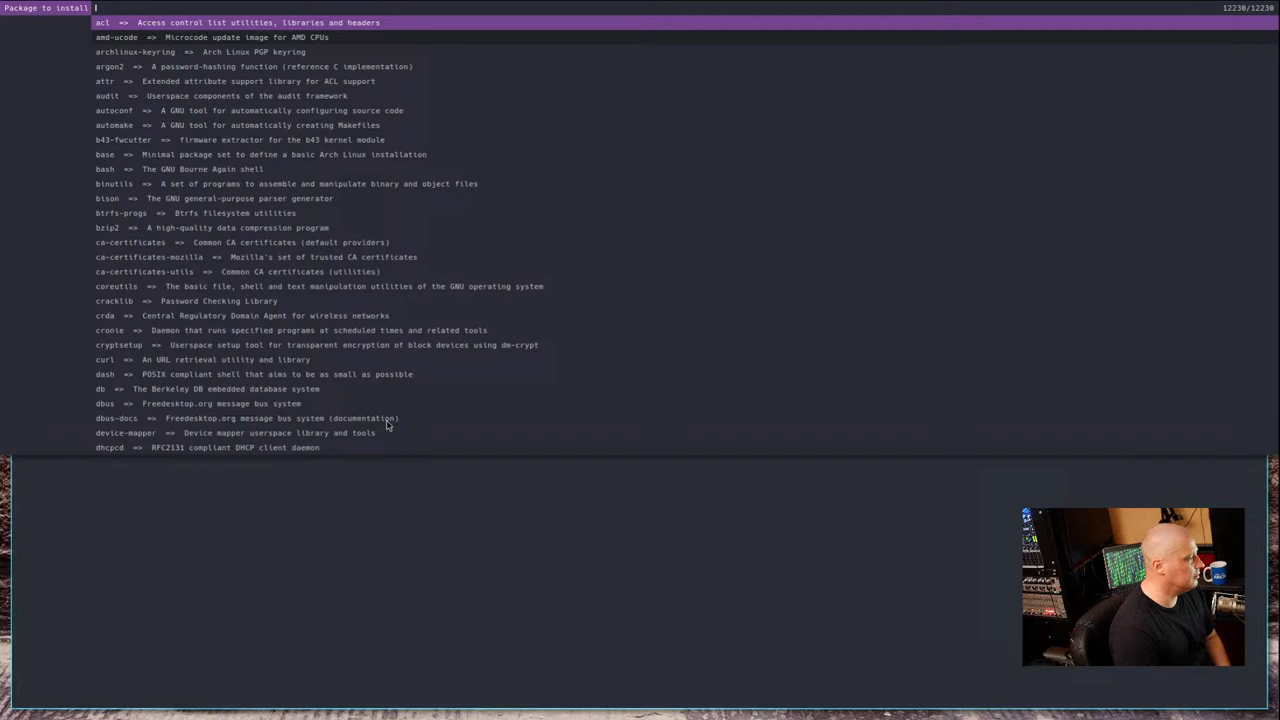 Package to install 12230/12230
acl => Access control list utilities, libraries and headers
amd-ucode => Microcode update image for AMD CPUs
archlinux-keyring => Arch Linux PGP keyring
argon2 => A password-hashing function (reference C implementation)
attr => Extended attribute support library for ACL support
audit => Userspace components of the audit framework
autoconf => A GNU tool for automatically configuring source code
automake => A GNU tool for automatically creating Makefiles
b43-fwcutter => firmware extractor for the b43 kernel module
base => Minimal package set to define a basic Arch Linux installation
bash => The GNU Bourne Again shell
binutils => A set of programs to assemble and manipulate binary and object files
bison => The GNU general-purpose parser generator
btrfs-progs => Btrfs filesystem utilities
bzip2 => A high-quality data compression program
ca-certificates => Common CA certificates (default providers)
ca-certificates-mozilla => Mozilla's set of trusted CA certificates
ca-certificates-utils => Common CA certificates (utilities)
coreutils => The basic file, shell and text manipulation utilities of the GNU operating system
cracklib => Password Checking Library
crda => Central Regulatory Domain Agent for wireless networks
cronie => Daemon that runs specified programs at scheduled times and related tools
cryptsetup => Userspace setup tool for transparent encryption of block devices using dm-crypt
curl => An URL retrieval utility and library
dash => POSIX compliant shell that aims to be as small as possible
db => The Berkeley DB embedded database system
dbus => Freedesktop.org message bus system
dbus-docs => Freedesktop.org message bus system (documentation)
device-mapper => Device mapper userspace library and tools
dhcpcd => RFC2131 compliant DHCP client daemon